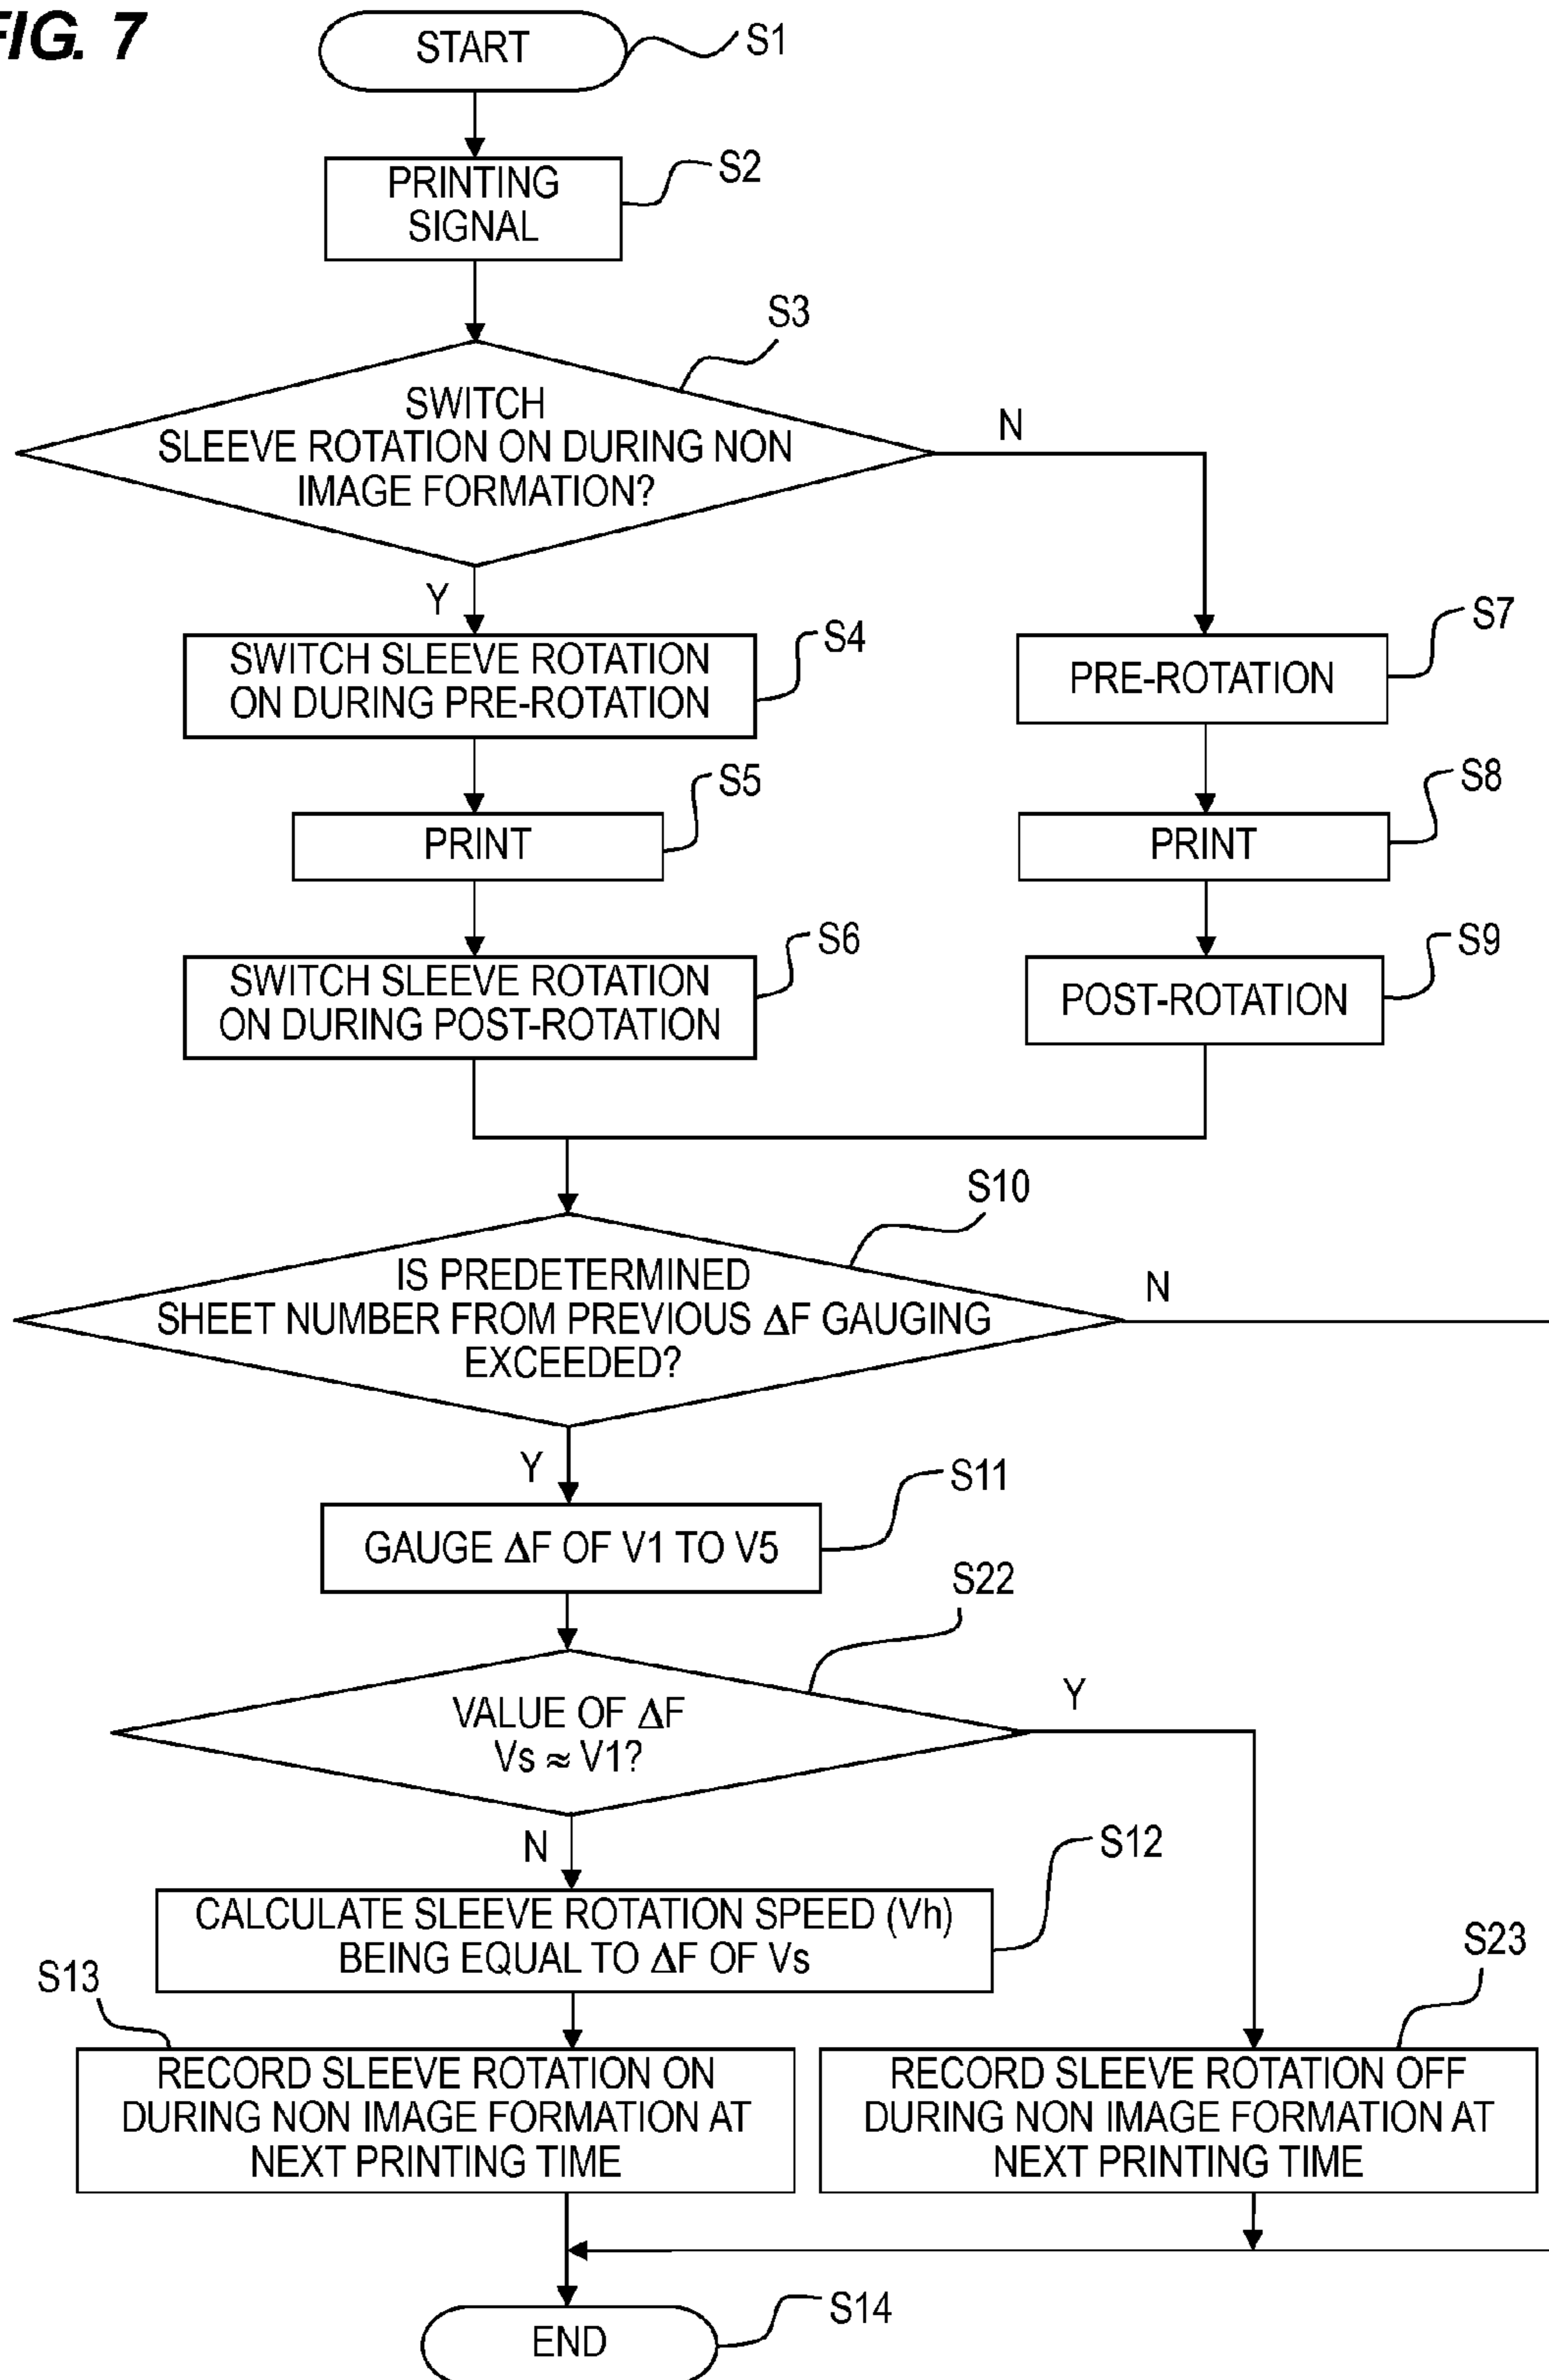 FIG. 7
START
S1
PRINTING
SIGNAL
S2
S3
SWITCH
SLEEVE ROTATION ON DURING NON
IMAGE FORMATION?
N
Y
SWITCH SLEEVE ROTATION
ON DURING PRE-ROTATION
S4
PRE-ROTATION
S7
PRINT
S5
PRINT
S8
SWITCH SLEEVE ROTATION
ON DURING POST-ROTATION
S6
POST-ROTATION
S9
S10
IS PREDETERMINED
SHEET NUMBER FROM PREVIOUS ΔF GAUGING
EXCEEDED?
N
Y
GAUGE ΔF OF V1 TO V5
S11
S22
VALUE OF ΔF
Vs ≈ V1?
Y
N
S12
CALCULATE SLEEVE ROTATION SPEED (Vh)
BEING EQUAL TO ΔF OF Vs
S13
RECORD SLEEVE ROTATION ON
DURING NON IMAGE FORMATION AT
NEXT PRINTING TIME
S23
RECORD SLEEVE ROTATION OFF
DURING NON IMAGE FORMATION AT
NEXT PRINTING TIME
END
S14